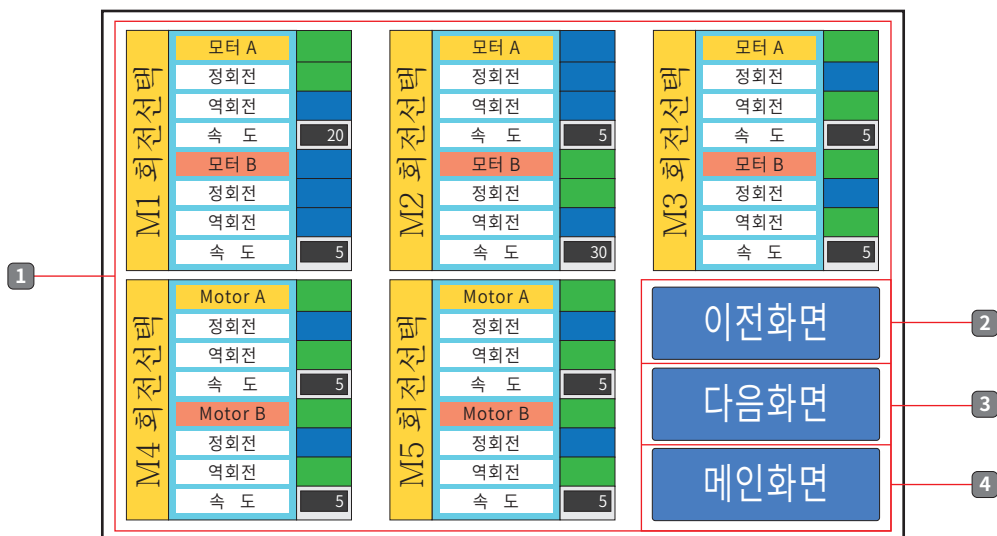 M1 회전선택
모터 A
정회전
역회전
속 도 20
모터 B
정회전
역회전
속 도 5
M2 회전선택
모터 A
정회전
역회전
속 도 5
모터 B
정회전
역회전
속 도 30
M3 회전선택
모터 A
정회전
역회전
속 도 5
모터 B
정회전
역회전
속 도 5
1
M4 회전선택
Motor A
정회전
역회전
속 도 5
Motor B
정회전
역회전
속 도 5
M5 회전선택
Motor A
정회전
역회전
속 도 5
Motor B
정회전
역회전
속 도 5
이전화면
2
다음화면
3
메인화면
4